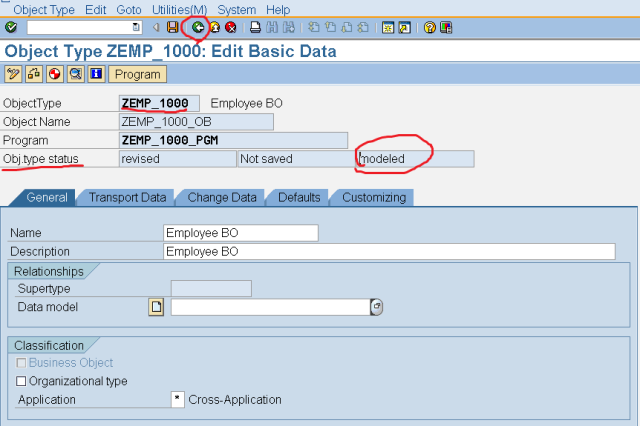 Object Type Edit Goto Utilities(M) System Help
Object Type ZEMP_1000: Edit Basic Data
Program
ObjectType ZEMP_1000 Employee BO
Object Name ZEMP_1000_OB
Program ZEMP_1000_PGM
Obj.type status revised Not saved modeled
General Transport Data Change Data Defaults Customizing
Name Employee BO
Description Employee BO
Relationships
Supertype
Data model
Classification
Business Object
Organizational type
Application * Cross-Application